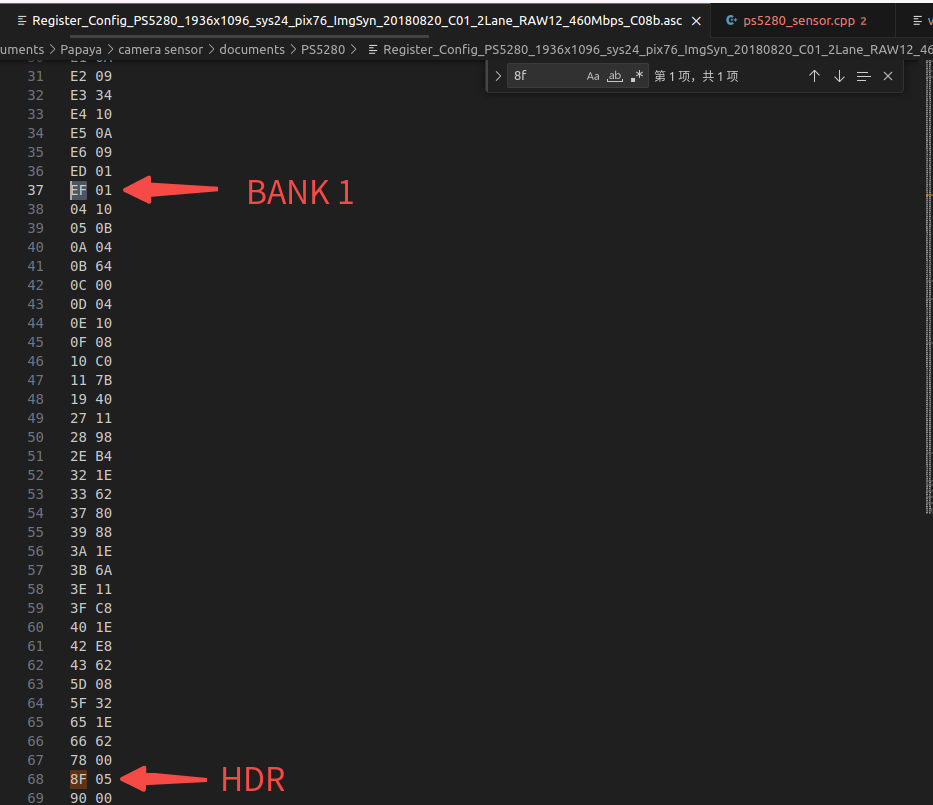 Register_Config_PS5280_1936x1096_sys24_pix76_ImgSyn_20180820_C01_2Lane_RAW12_460Mbps_C08b.asc
ps5280_sensor.cpp 2
uments > Papaya > camera sensor > documents > PS5280 > Register_Config_PS5280_1936x1096_sys24_pix76_ImgSyn_20180820_C01_2Lane_RAW12_46
8f Aa ab 第 1 项，共 1 项
31 E2 09
32 E3 34
33 E4 10
34 E5 0A
35 E6 09
36 ED 01
37 EF 01
BANK 1
38 04 10
39 05 0B
40 0A 04
41 0B 64
42 0C 00
43 0D 04
44 0E 10
45 0F 08
46 10 C0
47 11 7B
48 19 40
49 27 11
50 28 98
51 2E B4
52 32 1E
53 33 62
54 37 80
55 39 88
56 3A 1E
57 3B 6A
58 3E 11
59 3F C8
60 40 1E
61 42 E8
62 43 62
63 5D 08
64 5F 32
65 65 1E
66 66 62
67 78 00
68 8F 05
HDR
69 90 00